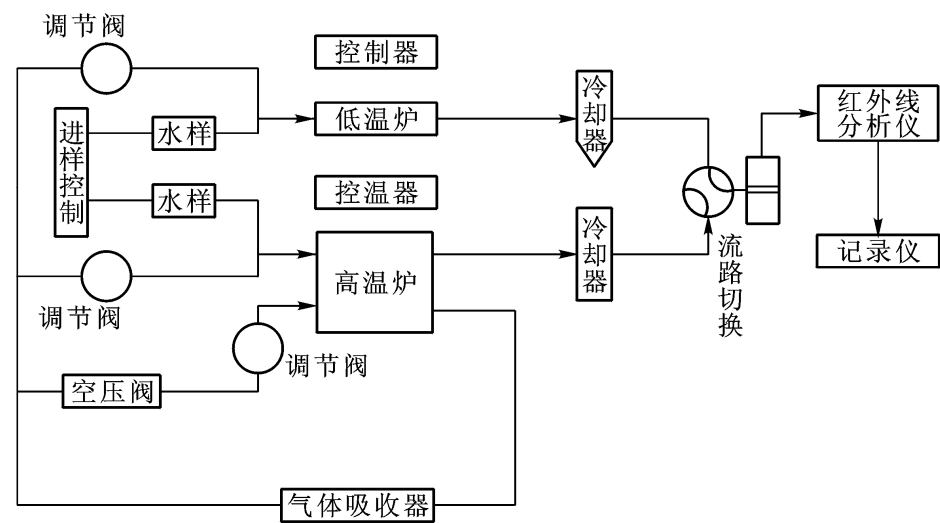 调节阀
控制器
进样控制
水样
低温炉
冷却器
红外线
分析仪
水样
控温器
高温炉
冷却器
流路切换
记录仪
调节阀
调节阀
空压阀
气体吸收器